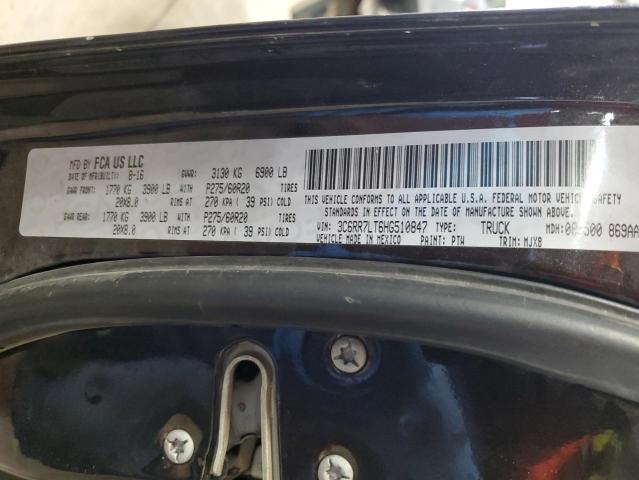 MFD BY FCA US LLC
DATE OF MFR(BUILT): 8-16 GVWR: 3130 KG 6900 LB
GAWR FRONT: 1770 KG 3900 LB WITH P275/60R20 TIRES
20X8.0 RIMS AT 270 KPA ( 39 PSI) COLD
GAWR REAR: 1770 KG 3900 LB WITH P275/60R20 TIRES
20X8.0 RIMS AT 270 KPA ( 39 PSI) COLD
THIS VEHICLE CONFORMS TO ALL APPLICABLE U.S.A. FEDERAL MOTOR VEHICLE SAFETY
STANDARDS IN EFFECT ON THE DATE OF MANUFACTURE SHOWN ABOVE.
VIN: 3C6RR7LT6HG510847 TYPE: TRUCK MDH: 869AA
VEHICLE MADE IN MEXICO PAINT: PTW TRIM: MJX8